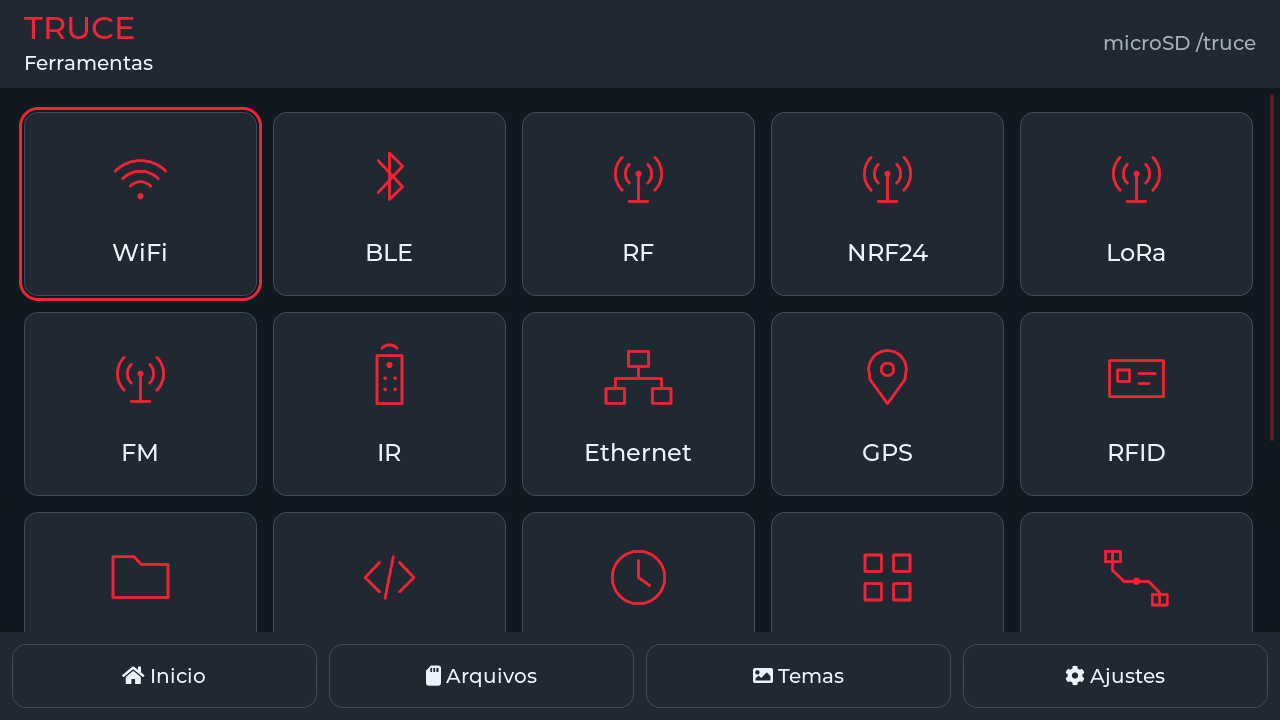 TRUCE
Ferramentas
microSD /truce
WiFi
BLE
RF
NRF24
LoRa
FM
IR
Ethernet
GPS
RFID
Inicio
Arquivos
Temas
Ajustes